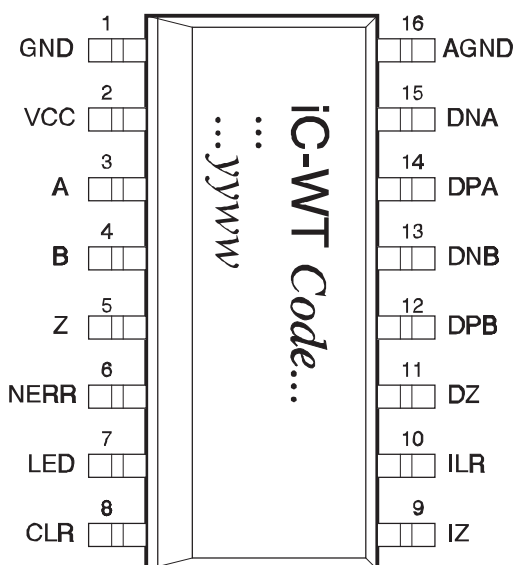 1 16
GND AGND
2 15
VCC DNA
3 14
A DPA
4 13
B DNB
5 12
Z DPB
6 11
NERR DZ
7 10
LED ILR
8 9
CLR IZ
iC-WT Code...
...
...yyww